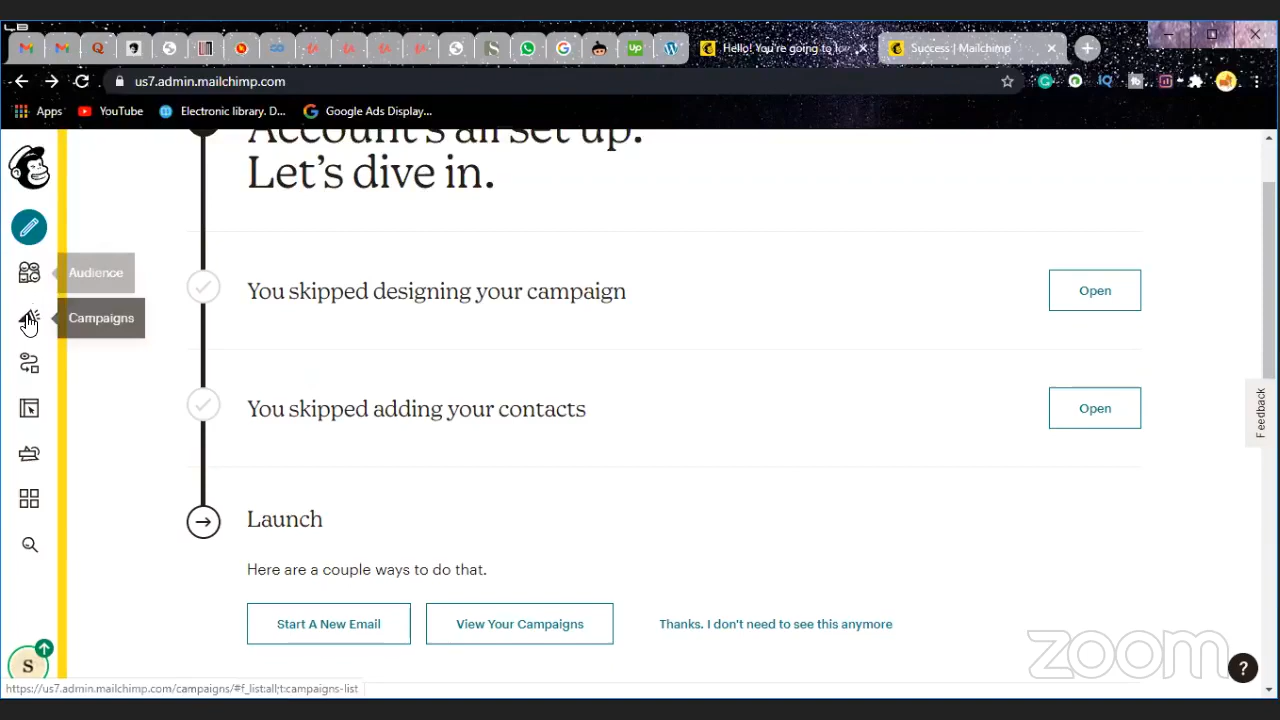 Hello! You're going to lo
Success | Mailchimp
us7.admin.mailchimp.com
Apps
YouTube
Electronic library. D...
Google Ads Display,...
Account's all set up.
Let's dive in.
Audience
You skipped designing your campaign
Open
Campaigns
You skipped adding your contacts
Open
Feedback
Launch
Here are a couple ways to do that.
Start A New Email
View Your Campaigns
Thanks. I don't need to see this anymore
zoom
S
?
https://us7.admin.mailchimp.com/campaigns/#f_list:all;t:campaigns-list